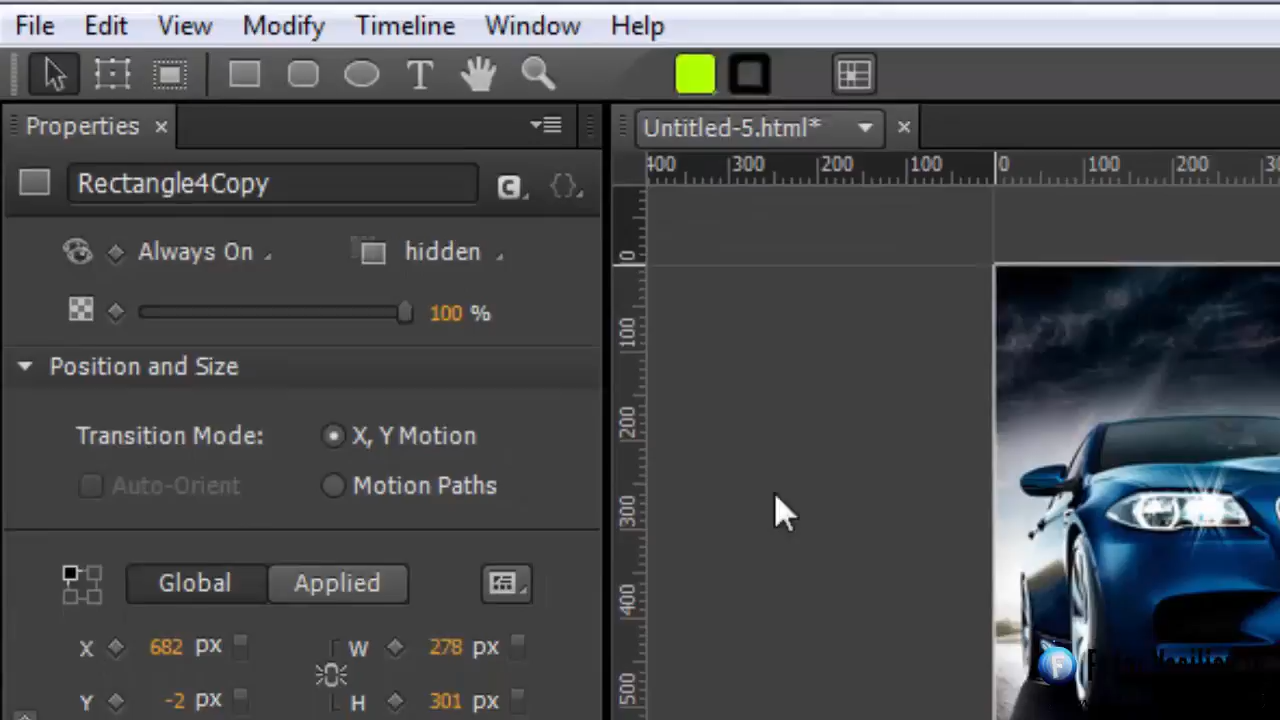 File Edit View Modify Timeline Window Help
T
Properties × Untitled-5.html* ×
400 300 200 100 0 100 200
Rectangle4Copy C {}
Always On hidden
0
100 %
100
Position and Size
Transition Mode: X, Y Motion
200
Auto-Orient Motion Paths
300
Global Applied
400
X 682 px W 278 px
Y -2 px H 301 px
500
F